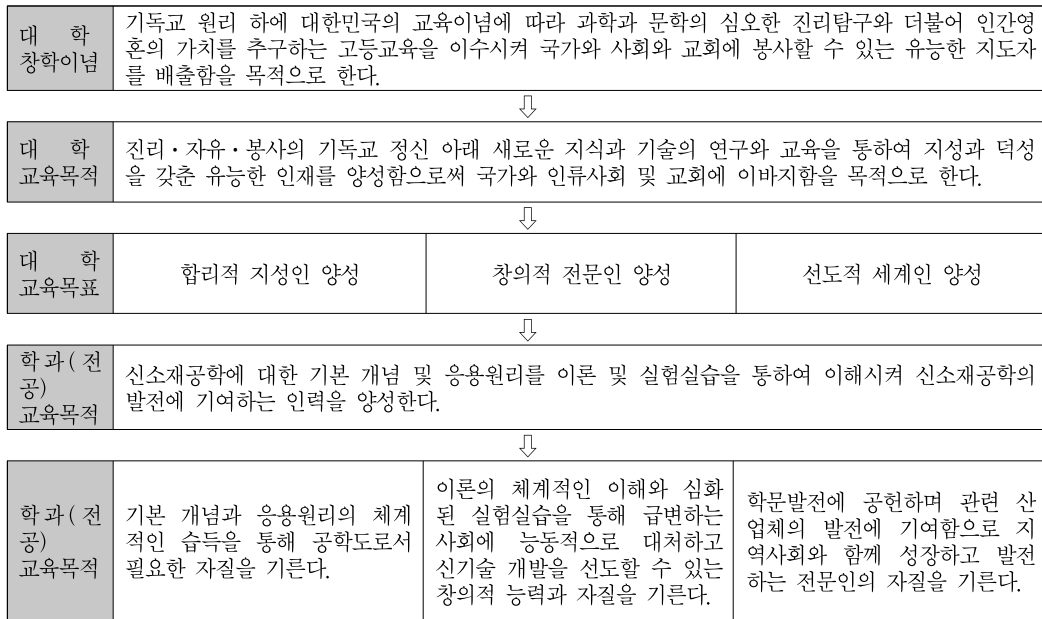 대 학
창학이념
기독교 원리 하에 대한민국의 교육이념에 따라 과학과 문학의 심오한 진리탐구와 더불어 인간영
혼의 가치를 추구하는 고등교육을 이수시켜 국가와 사회와 교회에 봉사할 수 있는 유능한 지도자
를 배출함을 목적으로 한다.
⇩
대 학
교육목적
진리・자유・봉사의 기독교 정신 아래 새로운 지식과 기술의 연구와 교육을 통하여 지성과 덕성
을 갖춘 유능한 인재를 양성함으로써 국가와 인류사회 및 교회에 이바지함을 목적으로 한다.
⇩
대 학
교육목표
합리적 지성인 양성
창의적 전문인 양성
선도적 세계인 양성
⇩
학과(전
공)
교육목적
신소재공학에 대한 기본 개념 및 응용원리를 이론 및 실험실습을 통하여 이해시켜 신소재공학의
발전에 기여하는 인력을 양성한다.
⇩
학과(전
공)
교육목적
기본 개념과 응용원리의 체계
적인 습득을 통해 공학도로서
필요한 자질을 기른다.
이론의 체계적인 이해와 심화
된 실험실습을 통해 급변하는
사회에 능동적으로 대처하고
신기술 개발을 선도할 수 있는
창의적 능력과 자질을 기른다.
학문발전에 공헌하며 관련 산
업체의 발전에 기여함으로 지
역사회와 함께 성장하고 발전
하는 전문인의 자질을 기른다.